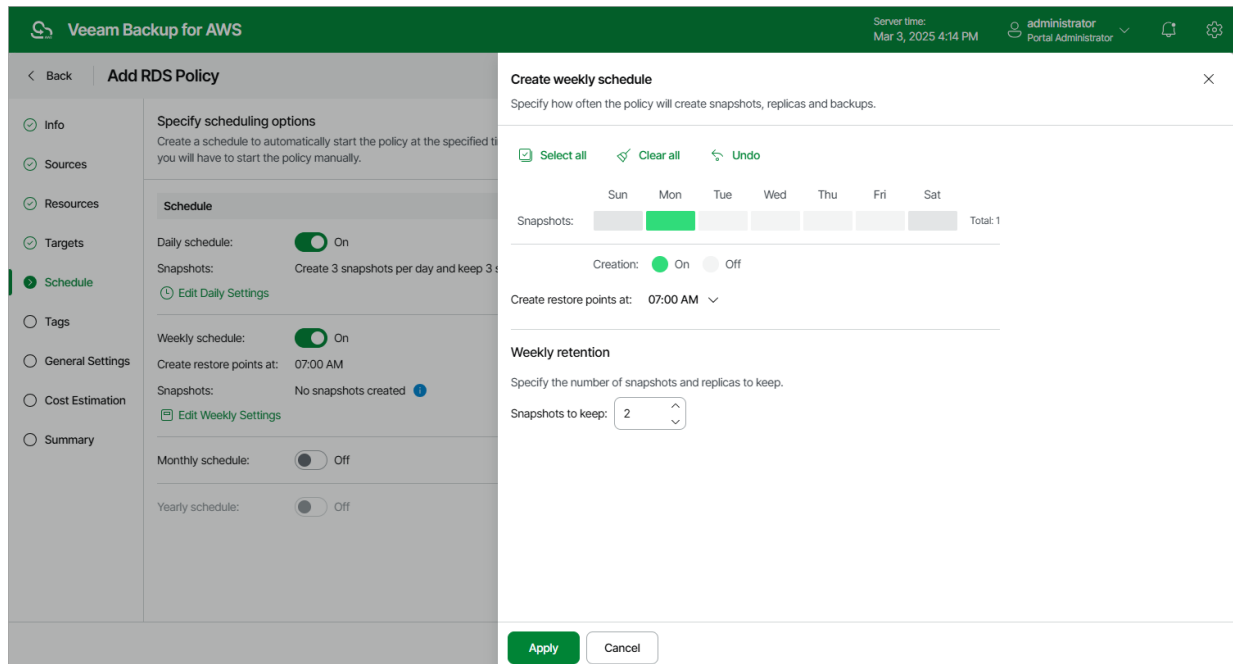 Veeam Backup for AWS
Server time:
Mar 3, 2025 4:14 PM
administrator
Portal Administrator
Back
Add RDS Policy
Info
Sources
Resources
Targets
Schedule
Tags
General Settings
Cost Estimation
Summary
Specify scheduling options
Create a schedule to automatically start the policy at the specified ti
you will have to start the policy manually.
Schedule
Daily schedule: On
Snapshots: Create 3 snapshots per day and keep 3 s
Edit Daily Settings
Weekly schedule: On
Create restore points at: 07:00 AM
Snapshots: No snapshots created
Edit Weekly Settings
Monthly schedule: Off
Yearly schedule: Off
Create weekly schedule
Specify how often the policy will create snapshots, replicas and backups.
Select all Clear all Undo
Sun Mon Tue Wed Thu Fri Sat
Snapshots: Total: 1
Creation: On Off
Create restore points at: 07:00 AM
Weekly retention
Specify the number of snapshots and replicas to keep.
Snapshots to keep: 2
Apply Cancel